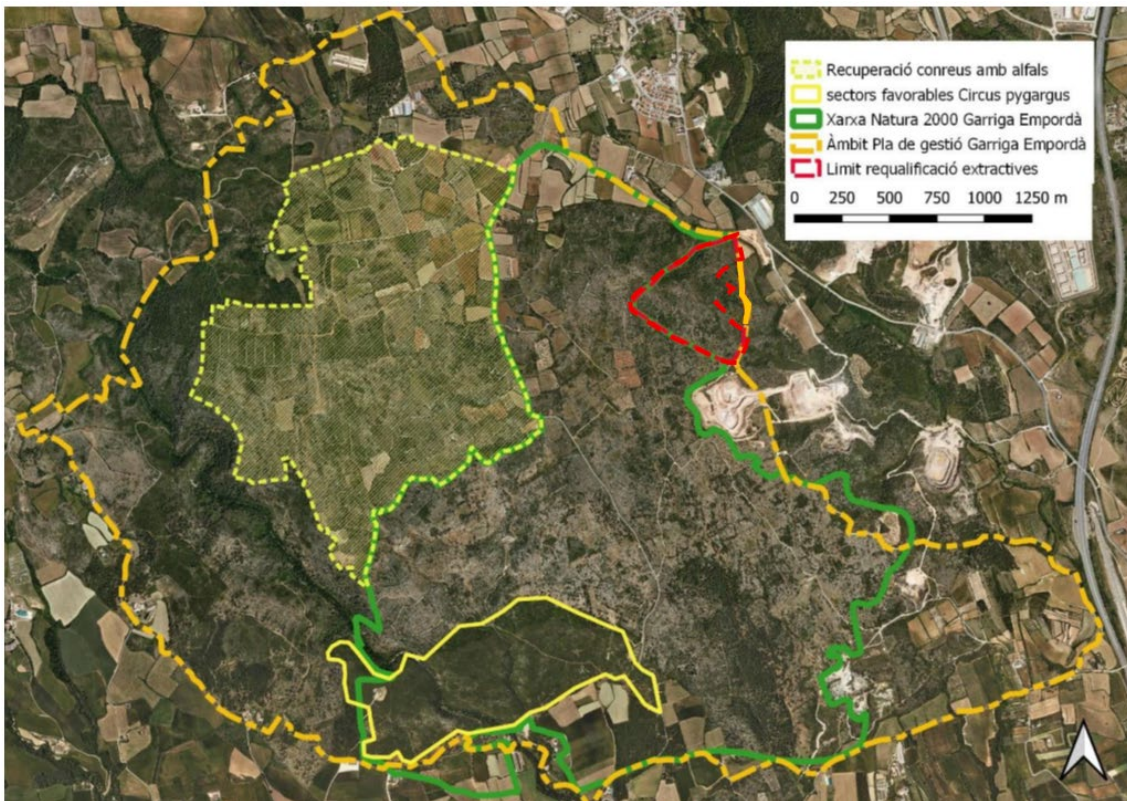 Recuperació conreus amb alfals
sectors favorables Circus pygargus
Xarxa Natura 2000 Garriga Empordà
Àmbit Pla de gestió Garriga Empordà
Limit requalificació extractives
0 250 500 750 1000 1250 m